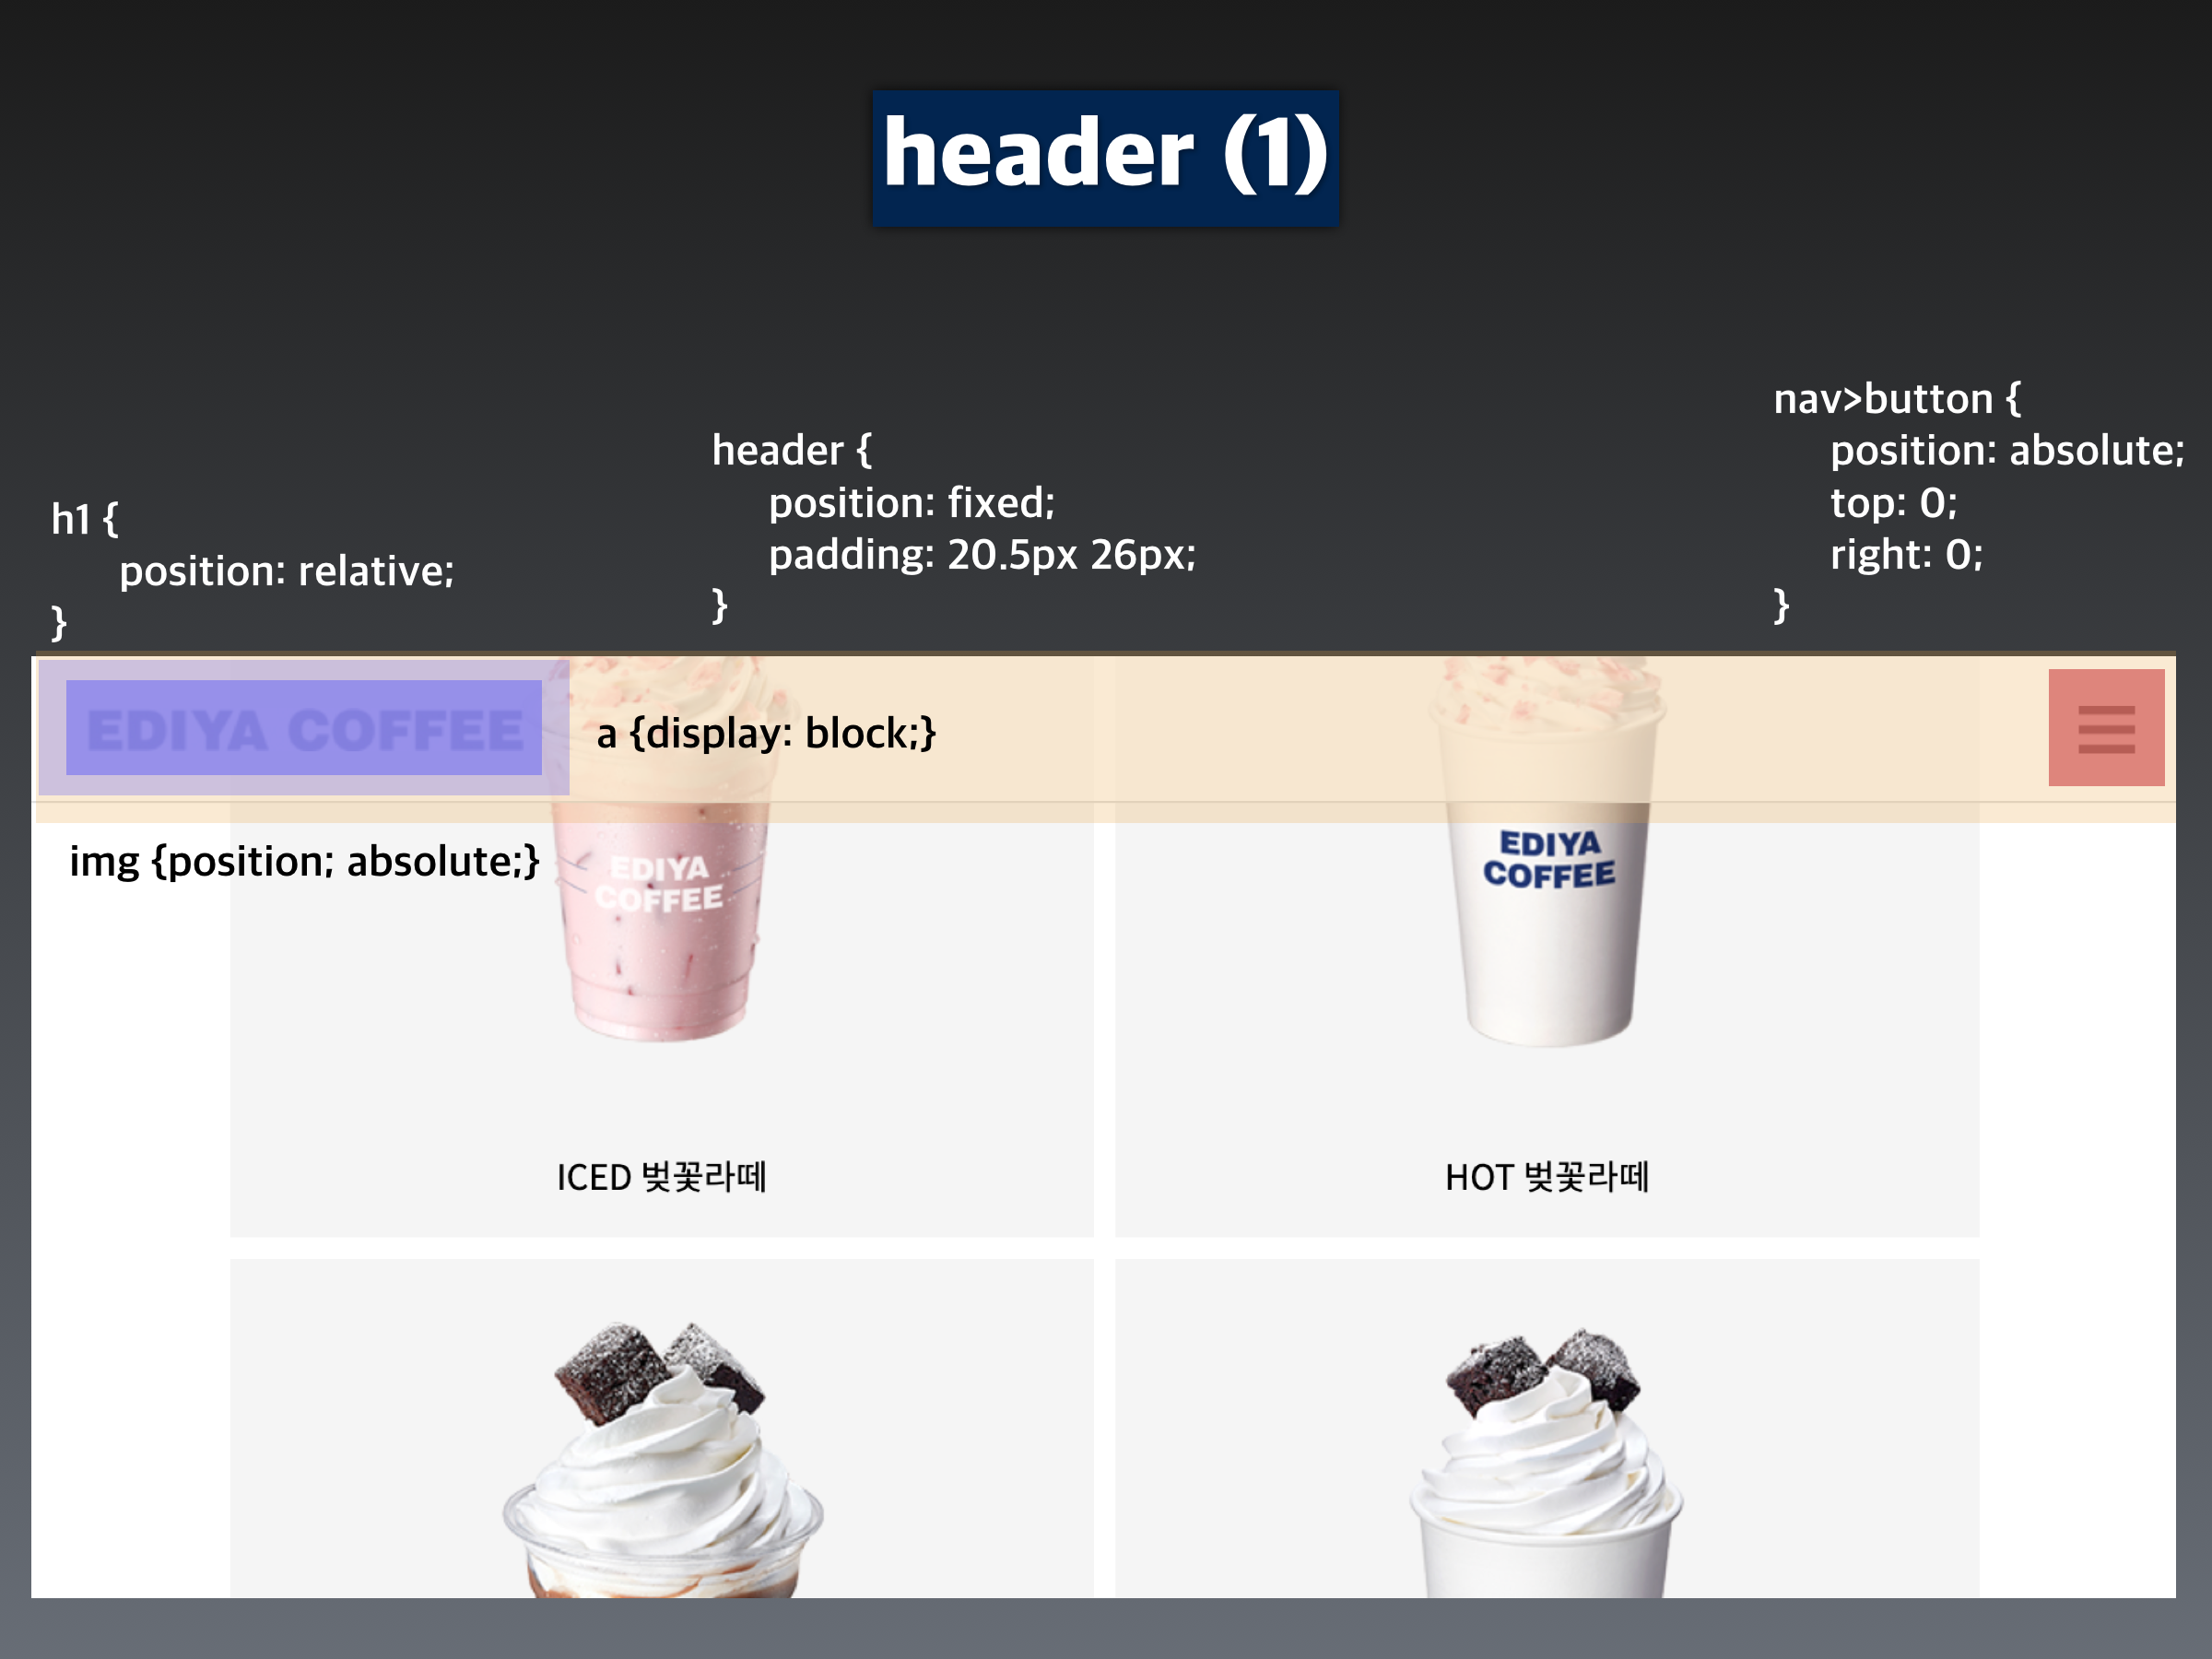 header (1)
h1 {
position: relative;
}
header {
position: fixed;
padding: 20.5px 26px;
}
nav>button {
position: absolute;
top: 0;
right: 0;
}
EDIYA COFFEE
a {display: block;}
img {position; absolute;}
EDIYA
COFFEE
EDIYA
COFFEE
ICED 벚꽃라떼
HOT 벚꽃라떼